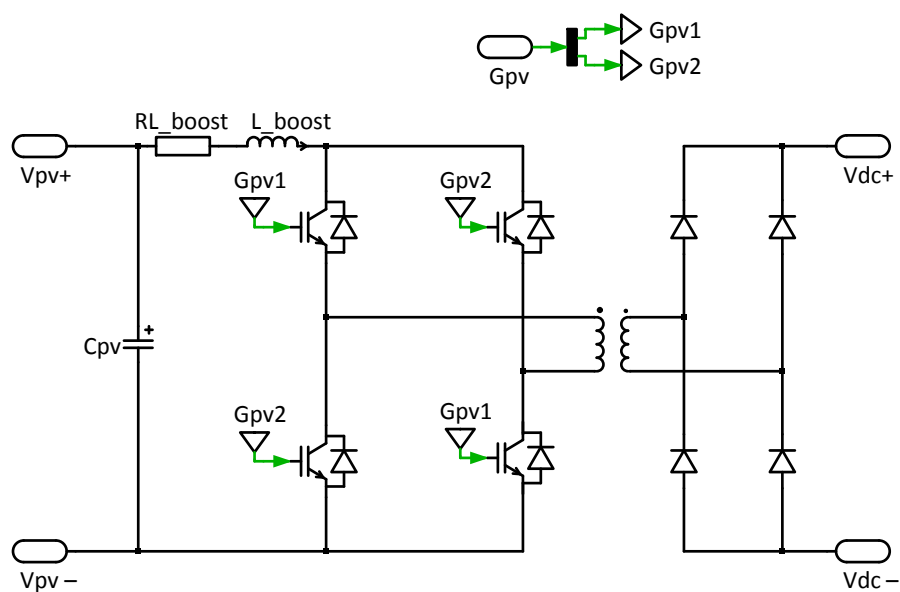 Gpv1
Gpv
Gpv2
RL_boost L_boost
Vpv+
Vdc+
Gpv1
Gpv2
+
Cpv
Gpv2
Gpv1
Vpv –
Vdc –